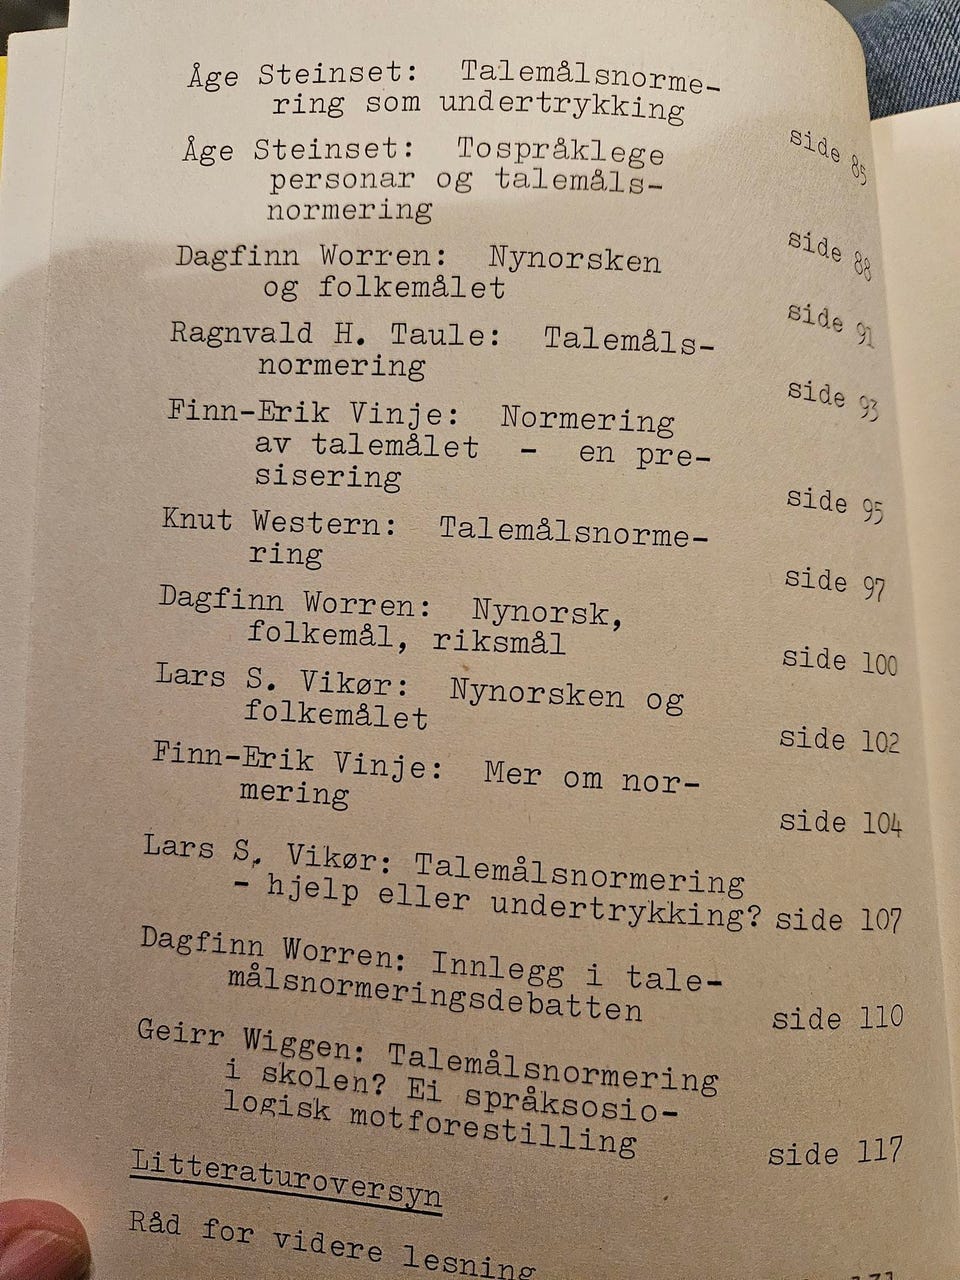 Åge Steinset: Talemålsnorme-
ring som undertrykking side 85
Åge Steinset: Tospråklege
personar og talemåls-
normering side 88
Dagfinn Worren: Nynorsken
og folkemålet side 91
Ragnvald H. Taule: Talemåls-
normering side 93
Finn-Erik Vinje: Normering
av talemålet - en pre-
sisering side 95
Knut Western: Talemålsnorme-
ring side 97
Dagfinn Worren: Nynorsk,
folkemål, riksmål side 100
Lars S. Vikør: Nynorsken og
folkemålet side 102
Finn-Erik Vinje: Mer om nor-
mering side 104
Lars S. Vikør: Talemålsnormering
- hjelp eller undertrykking? side 107
Dagfinn Worren: Innlegg i tale-
målsnormeringsdebatten side 110
Geirr Wiggen: Talemålsnormering
i skolen? Ei språksosio-
logisk motforestilling side 117
Litteraturoversyn
Råd for videre lesning